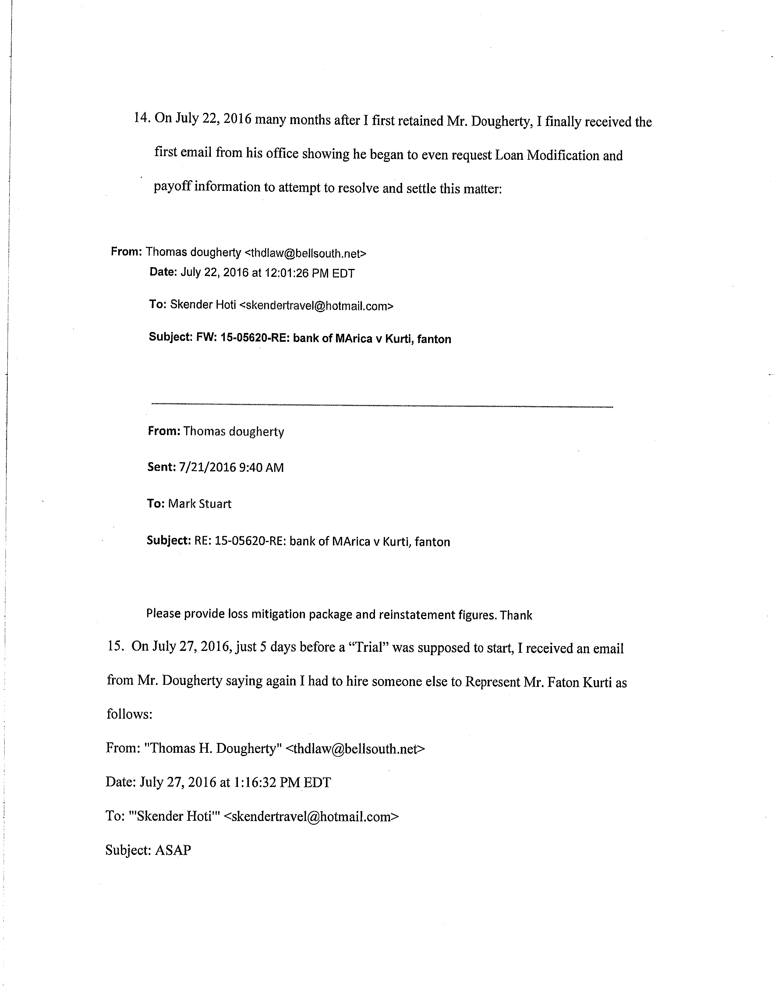 14. On July 22, 2016 many months after I first retained Mr. Dougherty, I finally received the
first email from his office showing he began to even request Loan Modification and
payoff information to attempt to resolve and settle this matter:
From: Thomas dougherty <thdlaw@bellsouth.net>
Date: July 22, 2016 at 12:01:26 PM EDT
To: Skender Hoti <skendertravel@hotmail.com>
Subject: FW: 15-05620-RE: bank of MArica v Kurti, fanton
From: Thomas dougherty
Sent: 7/21/2016 9:40 AM
To: Mark Stuart
Subject: RE: 15-05620-RE: bank of MArica v Kurti, fanton
Please provide loss mitigation package and reinstatement figures. Thank
15. On July 27, 2016, just 5 days before a “Trial” was supposed to start, I received an email
from Mr. Dougherty saying again I had to hire someone else to Represent Mr. Faton Kurti as
follows:
From: "Thomas H. Dougherty" <thdlaw@bellsouth.net>
Date: July 27, 2016 at 1:16:32 PM EDT
To: "'Skender Hoti'" <skendertravel@hotmail.com>
Subject: ASAP